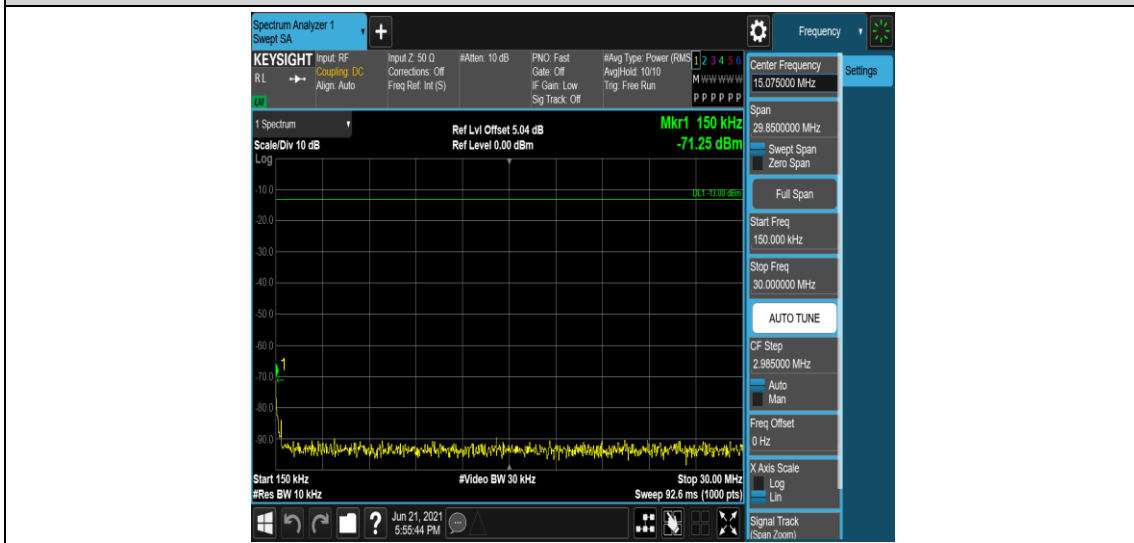 Spectrum Analyzer 1
Swept SA
+
Frequency
KEYSIGHT
RL
LXI
Input: RF
Coupling: DC
Align: Auto
Input Z: 50 Ω
Corrections: Off
Freq Ref: Int (S)
#Atten: 10 dB
PNO: Fast
Gate: Off
IF Gain: Low
Sig Track: Off
#Avg Type: Power (RMS
Avg|Hold: 10/10
Trig: Free Run
1 2 3 4 5 6
M W W W W W
P P P P P P
Center Frequency
15.075000 MHz
Settings
Span
29.8500000 MHz
Swept Span
Zero Span
Full Span
Start Freq
150.000 kHz
Stop Freq
30.000000 MHz
AUTO TUNE
CF Step
2.985000 MHz
Auto
Man
Freq Offset
0 Hz
X Axis Scale
Log
Lin
Signal Track
(Span Zoom)
1 Spectrum
Scale/Div 10 dB
Log
Ref Lvl Offset 5.04 dB
Ref Level 0.00 dBm
Mkr1 150 kHz
-71.25 dBm
DL1 -13.00 dBm
-10.0
-20.0
-30.0
-40.0
-50.0
-60.0
-70.0
-80.0
-90.0
1
Start 150 kHz
#Res BW 10 kHz
#Video BW 30 kHz
Stop 30.00 MHz
Sweep 92.6 ms (1000 pts)
?
Jun 21, 2021
5:55:44 PM